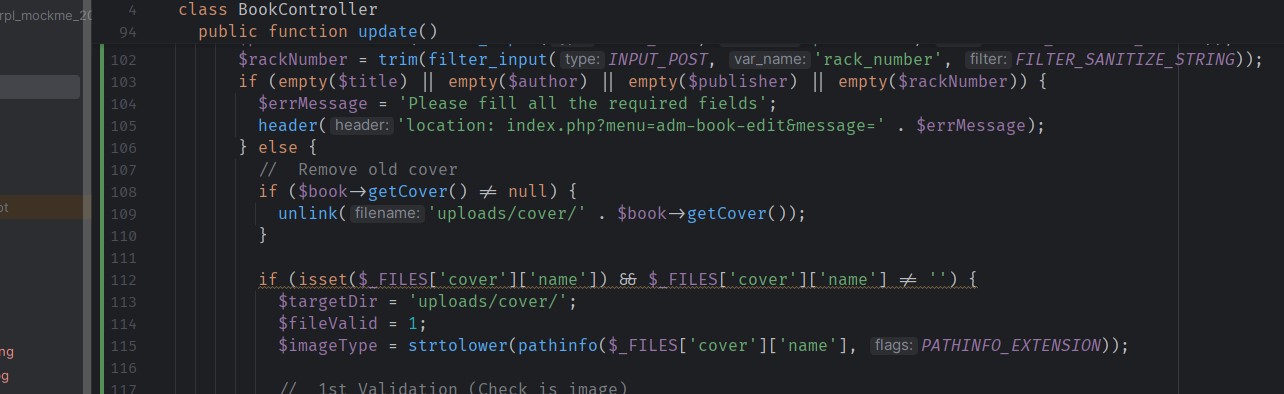 rpl_mockme_20
4 class BookController
94 public function update()
102 $rackNumber = trim(filter_input( type: INPUT_POST, var_name: 'rack_number', filter: FILTER_SANITIZE_STRING));
103 if (empty($title) || empty($author) || empty($publisher) || empty($rackNumber)) {
104 $errMessage = 'Please fill all the required fields';
105 header( header: 'location: index.php?menu=adm-book-edit&message=' . $errMessage);
106 } else {
107 // Remove old cover
108 if ($book->getCover() != null) {
109 unlink( filename: 'uploads/cover/' . $book->getCover());
110 }
111
112 if (isset($_FILES['cover']['name']) && $_FILES['cover']['name'] != '') {
113 $targetDir = 'uploads/cover/';
114 $fileValid = 1;
115 $imageType = strtolower(pathinfo($_FILES['cover']['name'], flags: PATHINFO_EXTENSION));
116
117 // 1st Validation (Check is image)
ot
ng
g